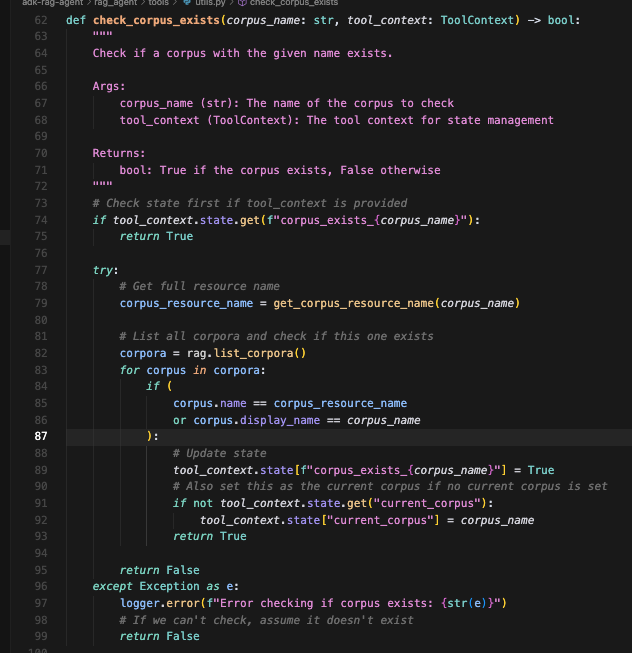 adk-rag-agent > rag_agent > tools > utils.py > check_corpus_exists
62 def check_corpus_exists(corpus_name: str, tool_context: ToolContext) -> bool:
63     """
64     Check if a corpus with the given name exists.
65
66     Args:
67         corpus_name (str): The name of the corpus to check
68         tool_context (ToolContext): The tool context for state management
69
70     Returns:
71         bool: True if the corpus exists, False otherwise
72     """
73     # Check state first if tool_context is provided
74     if tool_context.state.get(f"corpus_exists_{corpus_name}"):
75         return True
76
77     try:
78         # Get full resource name
79         corpus_resource_name = get_corpus_resource_name(corpus_name)
80
81         # List all corpora and check if this one exists
82         corpora = rag.list_corpora()
83         for corpus in corpora:
84             if (
85                 corpus.name == corpus_resource_name
86                 or corpus.display_name == corpus_name
87             ):
88                 # Update state
89                 tool_context.state[f"corpus_exists_{corpus_name}"] = True
90                 # Also set this as the current corpus if no current corpus is set
91                 if not tool_context.state.get("current_corpus"):
92                     tool_context.state["current_corpus"] = corpus_name
93                 return True
94
95         return False
96     except Exception as e:
97         logger.error(f"Error checking if corpus exists: {str(e)}")
98         # If we can't check, assume it doesn't exist
99         return False
100